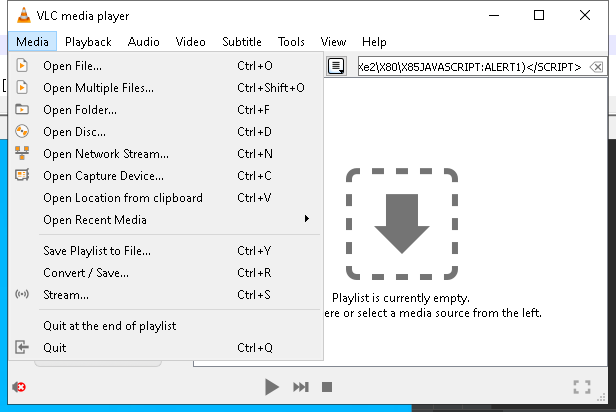 VLC media player
Media Playback Audio Video Subtitle Tools View Help
Xe2\X80\X85JAVASCRIPT:ALERT1)</SCRIPT>
Open File... Ctrl+O
Open Multiple Files... Ctrl+Shift+O
Open Folder... Ctrl+F
Open Disc... Ctrl+D
Open Network Stream... Ctrl+N
Open Capture Device... Ctrl+C
Open Location from clipboard Ctrl+V
Open Recent Media
Save Playlist to File... Ctrl+Y
Convert / Save... Ctrl+R
Stream... Ctrl+S
Quit at the end of playlist
Quit Ctrl+Q
Playlist is currently empty.
ere or select a media source from the left.